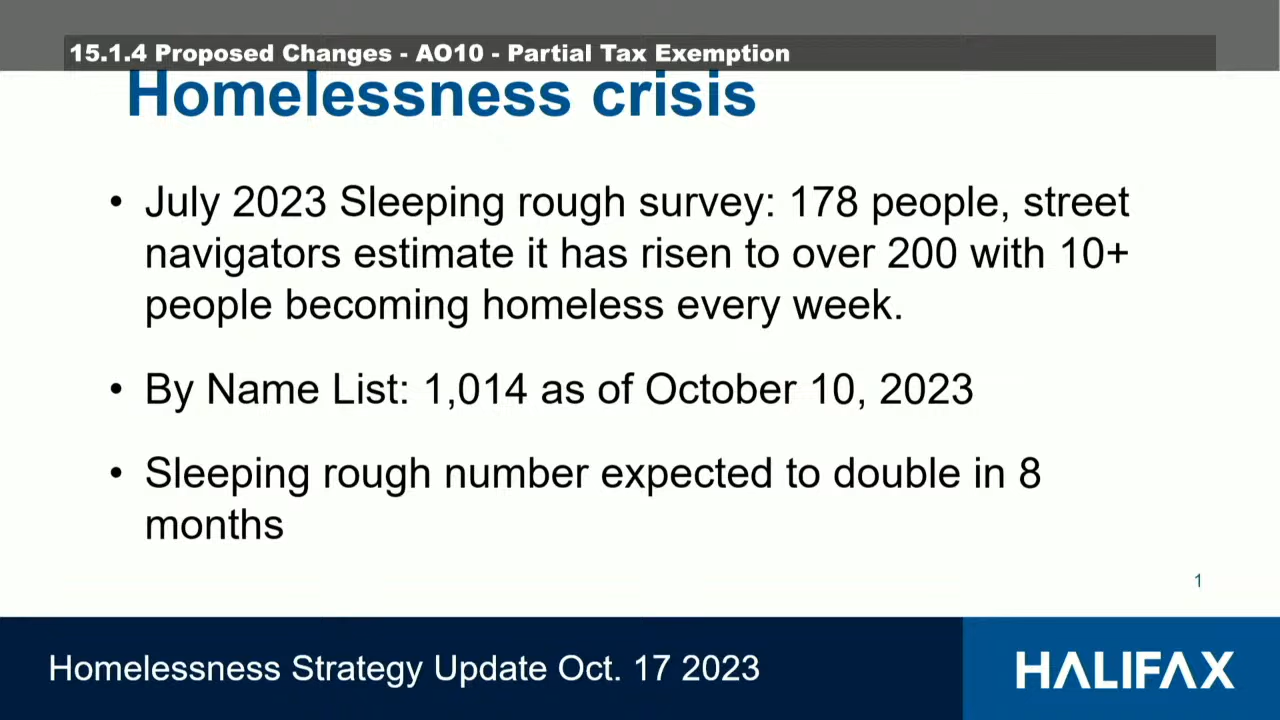 15.1.4 Proposed Changes - AO10 - Partial Tax Exemption
Homelessness crisis
• July 2023 Sleeping rough survey: 178 people, street
navigators estimate it has risen to over 200 with 10+
people becoming homeless every week.
• By Name List: 1,014 as of October 10, 2023
• Sleeping rough number expected to double in 8
months
1
Homelessness Strategy Update Oct. 17 2023
HALIFAX